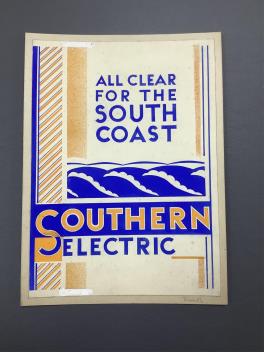 ALL CLEAR
FOR THE
SOUTH
COAST
SOUTHERN
ELECTRIC